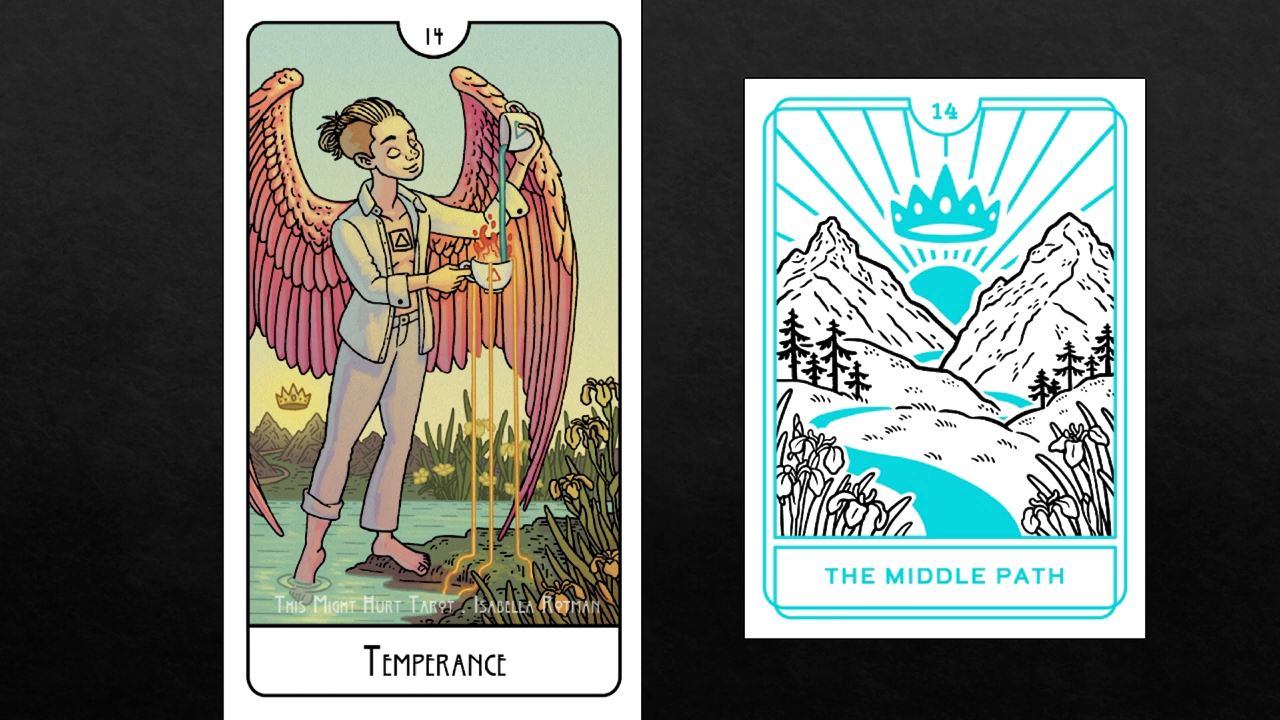 14
This Might Hurt Tarot . Isabella Rotman
Temperance
14
THE MIDDLE PATH